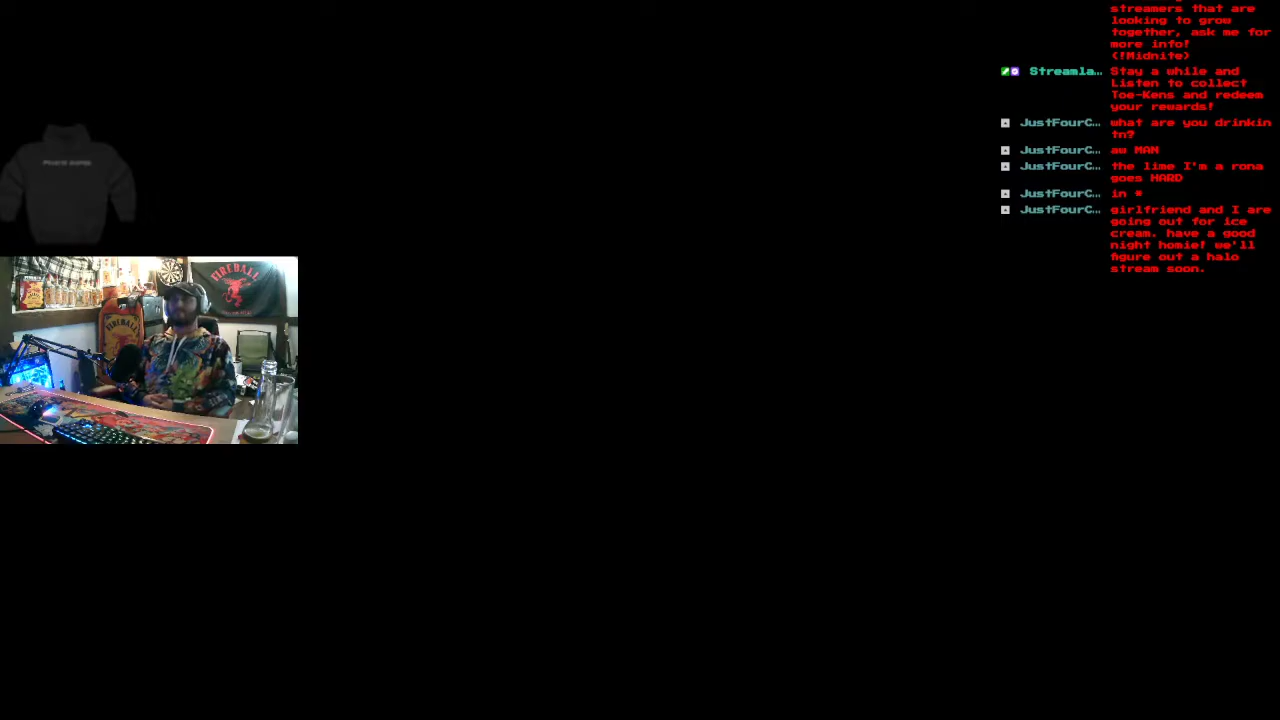 streamers that are
looking to grow
together, ask me for
more info!
(!Midnite)
Streamla… Stay a while and
Listen to collect
Toe-Kens and redeem
your rewards!
JustFourC… what are you drinkin
tn?
JustFourC… aw MAN
JustFourC… the lime I'm a rona
goes HARD
JustFourC… in *
JustFourC… girlfriend and I are
going out for ice
cream. have a good
night homie! we'll
figure out a halo
stream soon.
FIREBALL
FIREBALL